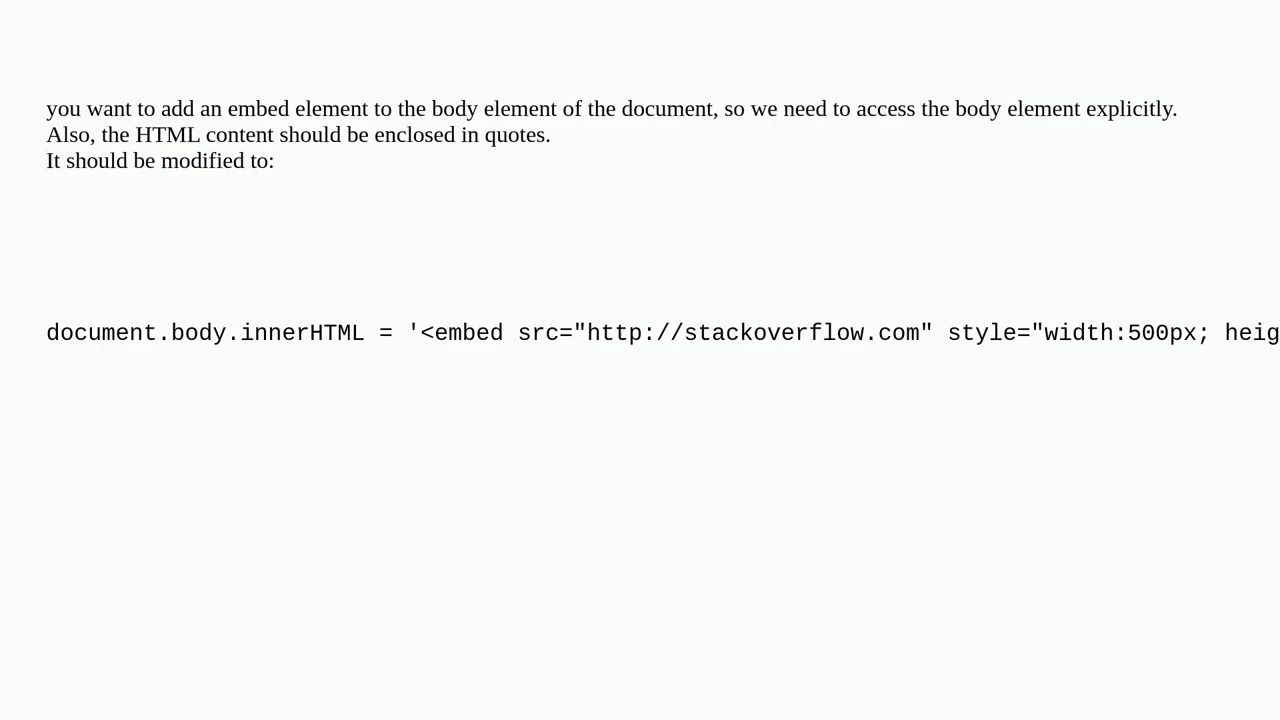 you want to add an embed element to the body element of the document, so we need to access the body element explicitly.
Also, the HTML content should be enclosed in quotes.
It should be modified to:
document.body.innerHTML = '<embed src="http://stackoverflow.com" style="width:500px; heig